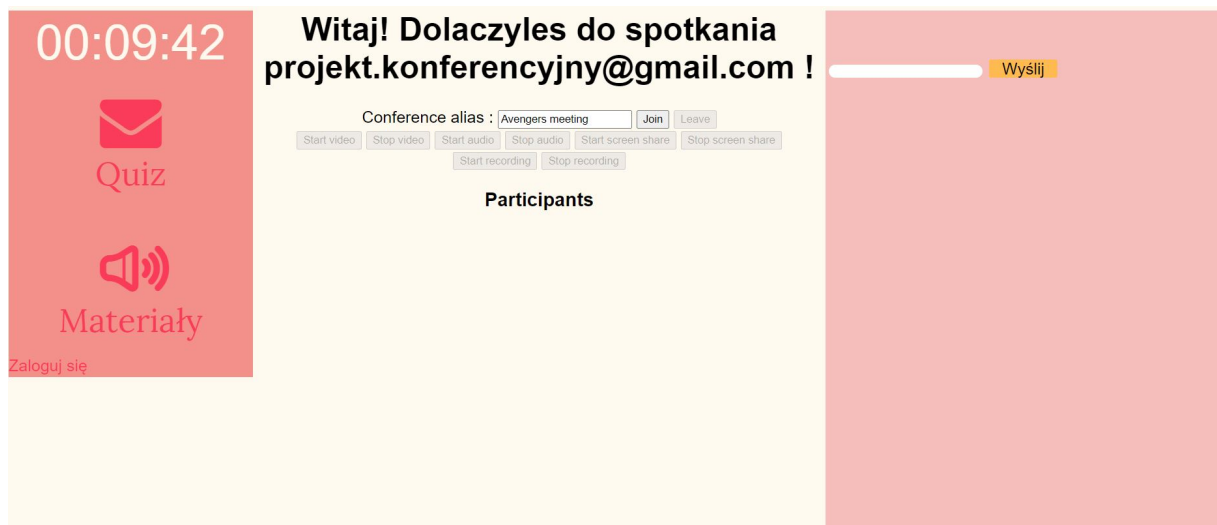 00:09:42
Quiz
Materiały
Zaloguj się
Witaj! Dolaczyles do spotkania
projekt.konferencyjny@gmail.com !
Conference alias : Avengers meeting Join Leave
Start video Stop video Start audio Stop audio Start screen share Stop screen share
Start recording Stop recording
Participants
Wyślij